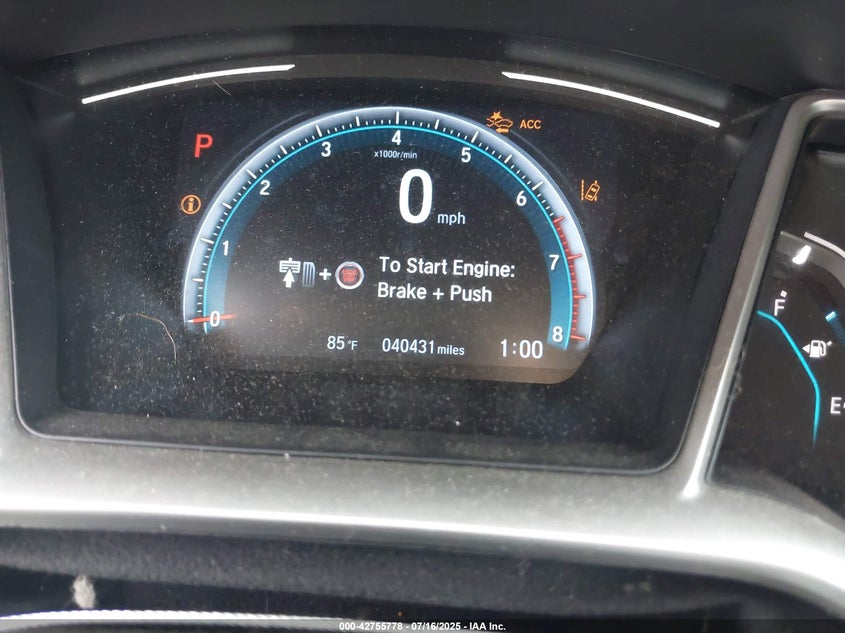 P
ACC
0
1
2
3
4
5
6
7
8
x1000r/min
0 mph
To Start Engine:
+
Brake + Push
85°F 040431 miles 1:00
F
E
000-42755778 - 07/16/2025 - IAA Inc.